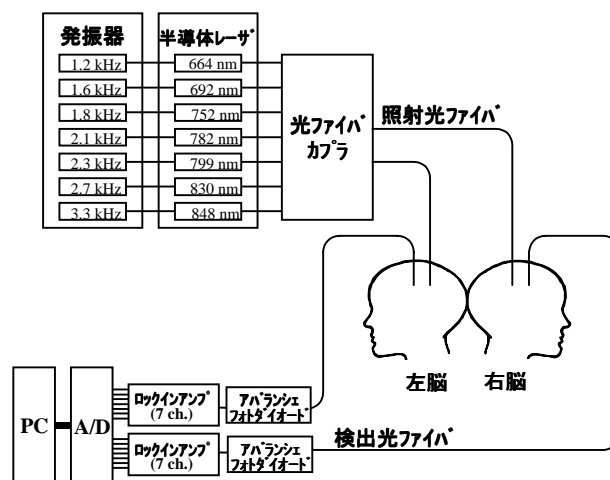 発振器
半導体レーザ
1.2 kHz
664 nm
1.6 kHz
692 nm
1.8 kHz
752 nm
2.1 kHz
782 nm
2.3 kHz
799 nm
2.7 kHz
830 nm
3.3 kHz
848 nm
光ファイバ
カプラ
照射光ファイバ
左脳
右脳
PC
A/D
ロックインアンプ
(7 ch.)
アバランシェ
フォトダイオード
ロックインアンプ
(7 ch.)
アバランシェ
フォトダイオード
検出光ファイバ